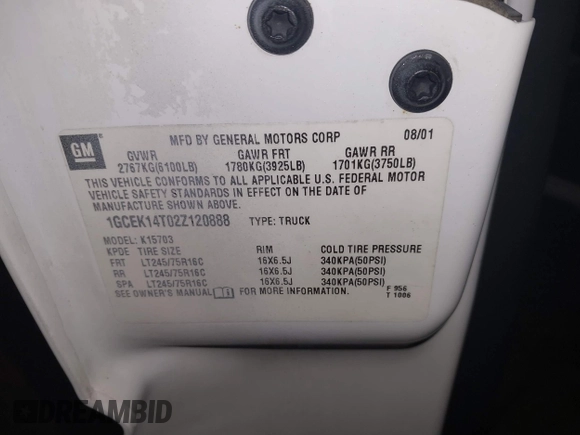 GM
MFD BY GENERAL MOTORS CORP 08/01
GVWR GAWR FRT GAWR RR
2767KG(6100LB) 1780KG(3925LB) 1701KG(3750LB)
THIS VEHICLE CONFORMS TO ALL APPLICABLE U.S. FEDERAL MOTOR
VEHICLE SAFETY STANDARDS IN EFFECT ON THE DATE OF
MANUFACTURE SHOWN ABOVE.
1GCEK14T02Z120888 TYPE: TRUCK
MODEL: K15703
KPDE TIRE SIZE RIM COLD TIRE PRESSURE
FRT LT245/75R16C 16X6.5J 340KPA(50PSI)
RR LT245/75R16C 16X6.5J 340KPA(50PSI)
SPA LT245/75R16C 16X6.5J 340KPA(50PSI)
SEE OWNER'S MANUAL FOR MORE INFORMATION. F 956
T 1006
DREAMBID